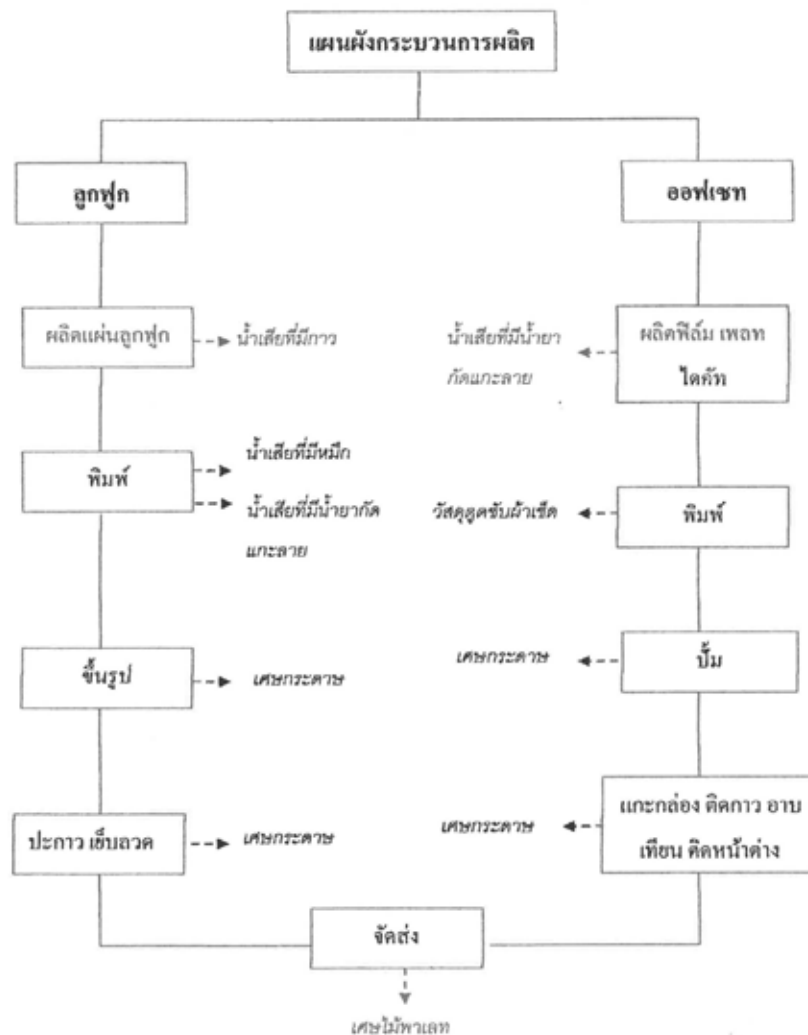 แผนผังกระบวนการผลิต
ลูกฟูก
ออฟเซท
ผลิตแผ่นลูกฟูก
น้ำเสียที่มีกาว
น้ำเสียที่มีน้ำยา
กัดแกะลาย
ผลิตฟิล์ม เพลท
ไดคัท
พิมพ์
น้ำเสียที่มีหมึก
น้ำเสียที่มีน้ำยากัด
แกะลาย
วัสดุดูดซับผ้าเช็ด
พิมพ์
ขึ้นรูป
เศษกระดาษ
เศษกระดาษ
ปั้ม
ปะกาว เย็บลวด
เศษกระดาษ
เศษกระดาษ
แกะกล่อง ติดกาว อาบ
เทียน ติดหน้าต่าง
จัดส่ง
เศษไม้พาเลท